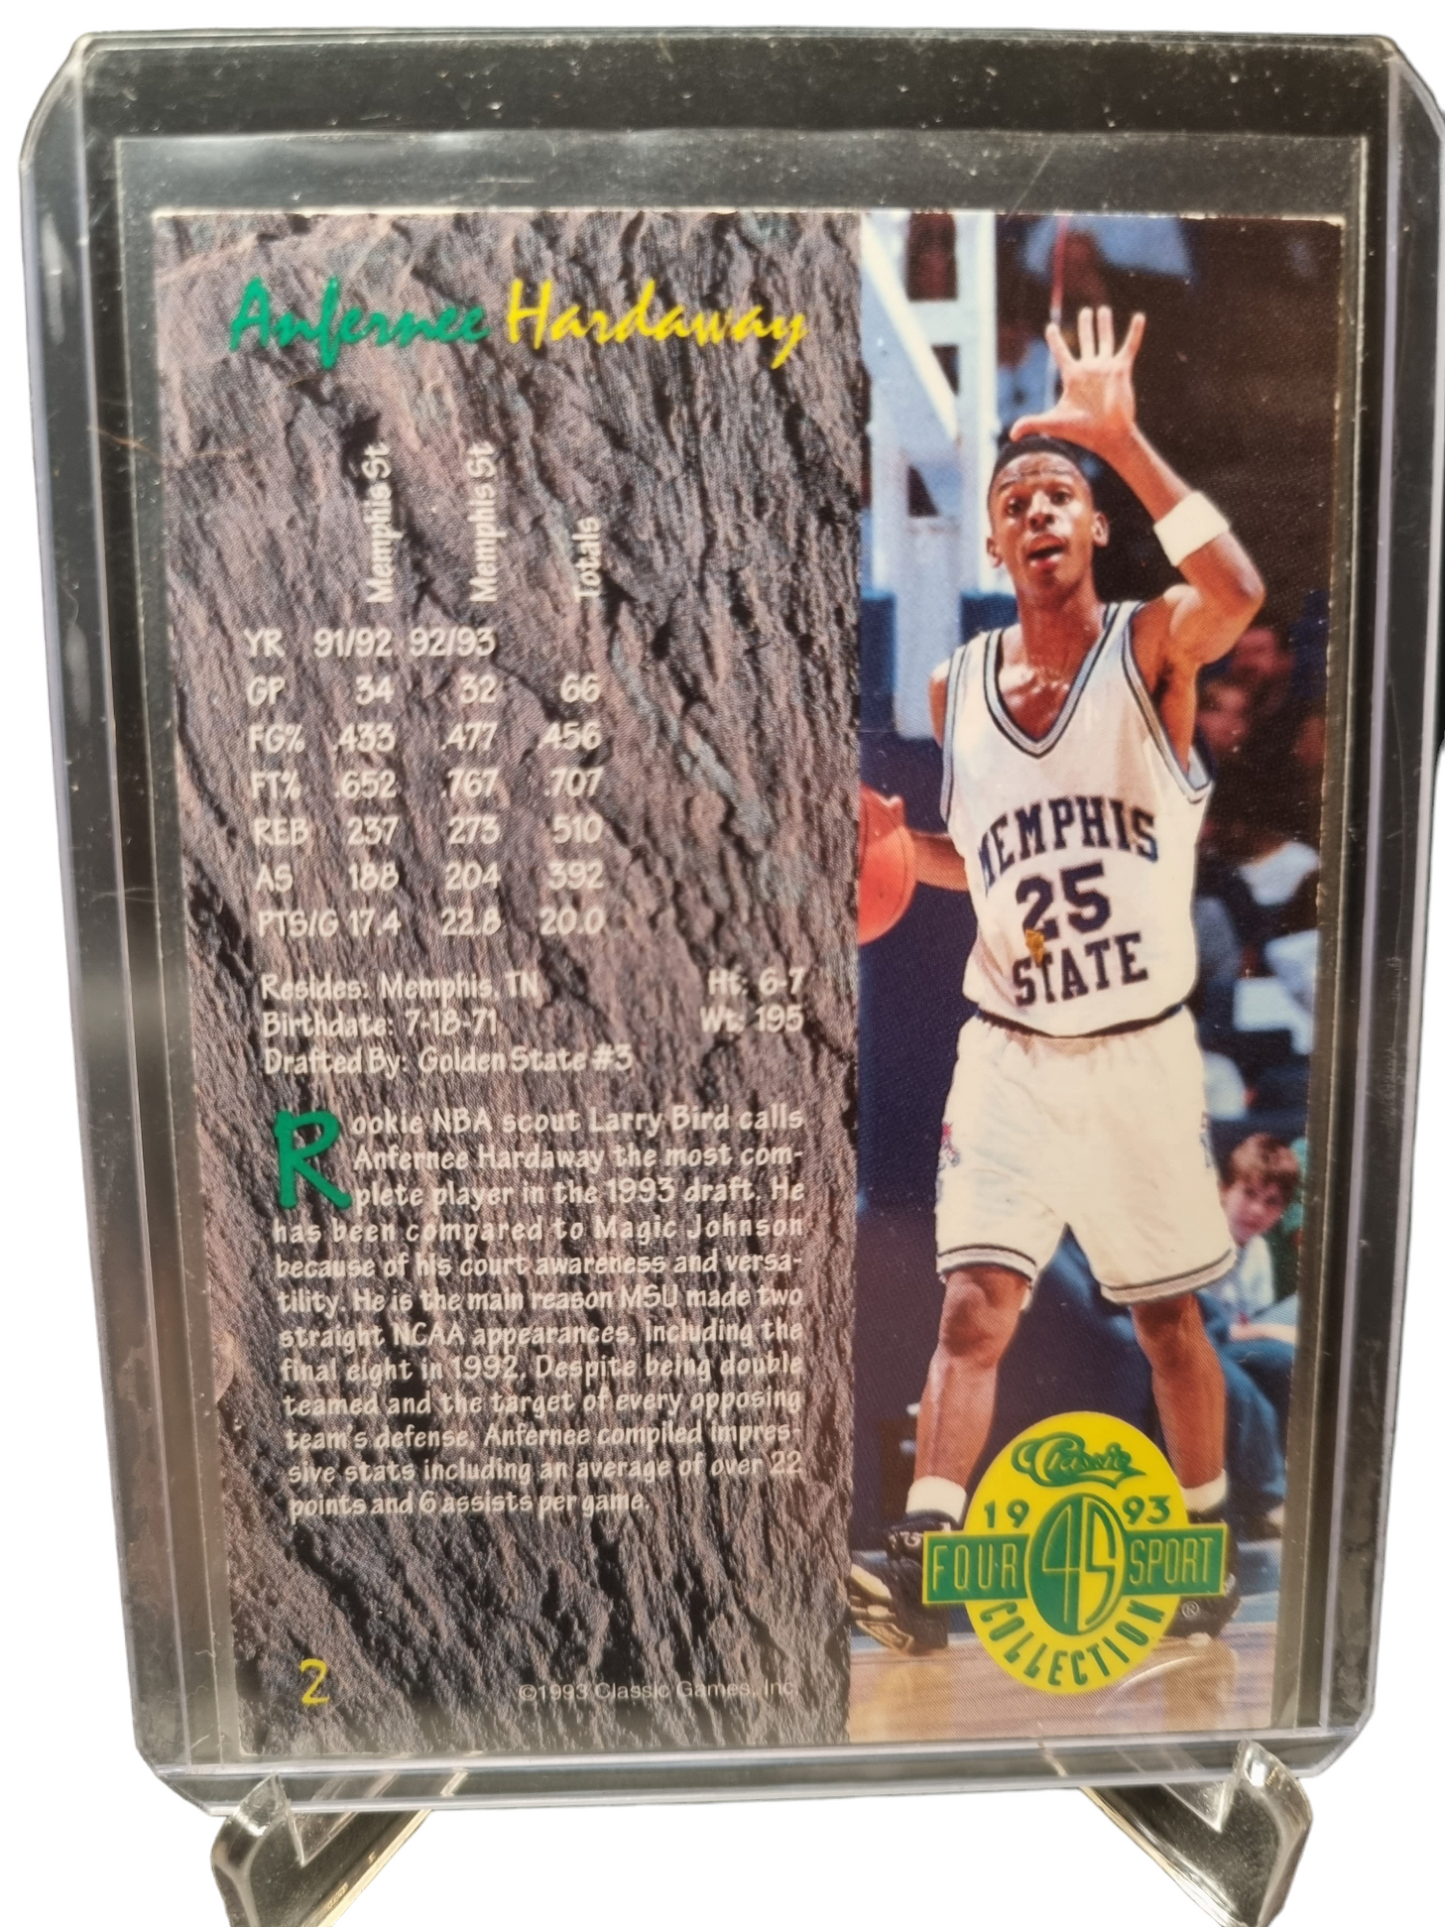 Anfernee Hardaway
Memphis St Memphis St Totals
YR 91/92 92/93
GP 34 32 66
FG% .433 .477 .456
FT% .652 .767 .707
REB 237 273 510
AS 188 204 392
PTS/G 17.4 22.8 20.0
Resides: Memphis, TN Ht: 6-7
Birthdate: 7-18-71 Wt: 195
Drafted By: Golden State #3
Rookie NBA scout Larry Bird calls
Anfernee Hardaway the most com-
plete player in the 1993 draft. He
has been compared to Magic Johnson
because of his court awareness and versa-
tility. He is the main reason MSU made two
straight NCAA appearances, including the
final eight in 1992. Despite being double
teamed and the target of every opposing
team's defense, Anfernee compiled impres-
sive stats including an average of over 22
points and 6 assists per game.
2 ©1993 Classic Games, Inc.
MEMPHIS
25
STATE
Classic
1993
FOUR 4S SPORT
COLLECTION
®